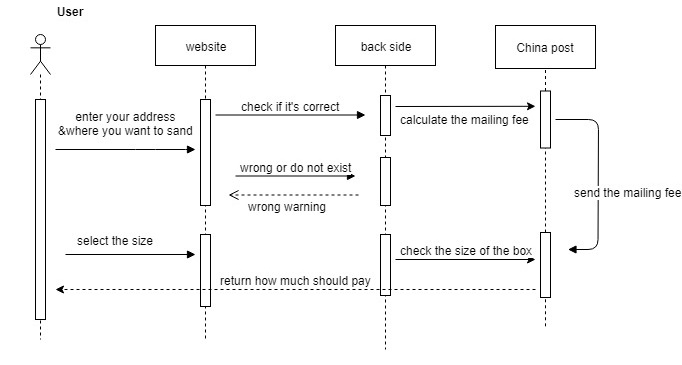 User
website
back side
China post
enter your address
&where you want to sand
check if it's correct
calculate the mailing fee
wrong or do not exist
wrong warning
send the mailing fee
select the size
check the size of the box
return how much should pay